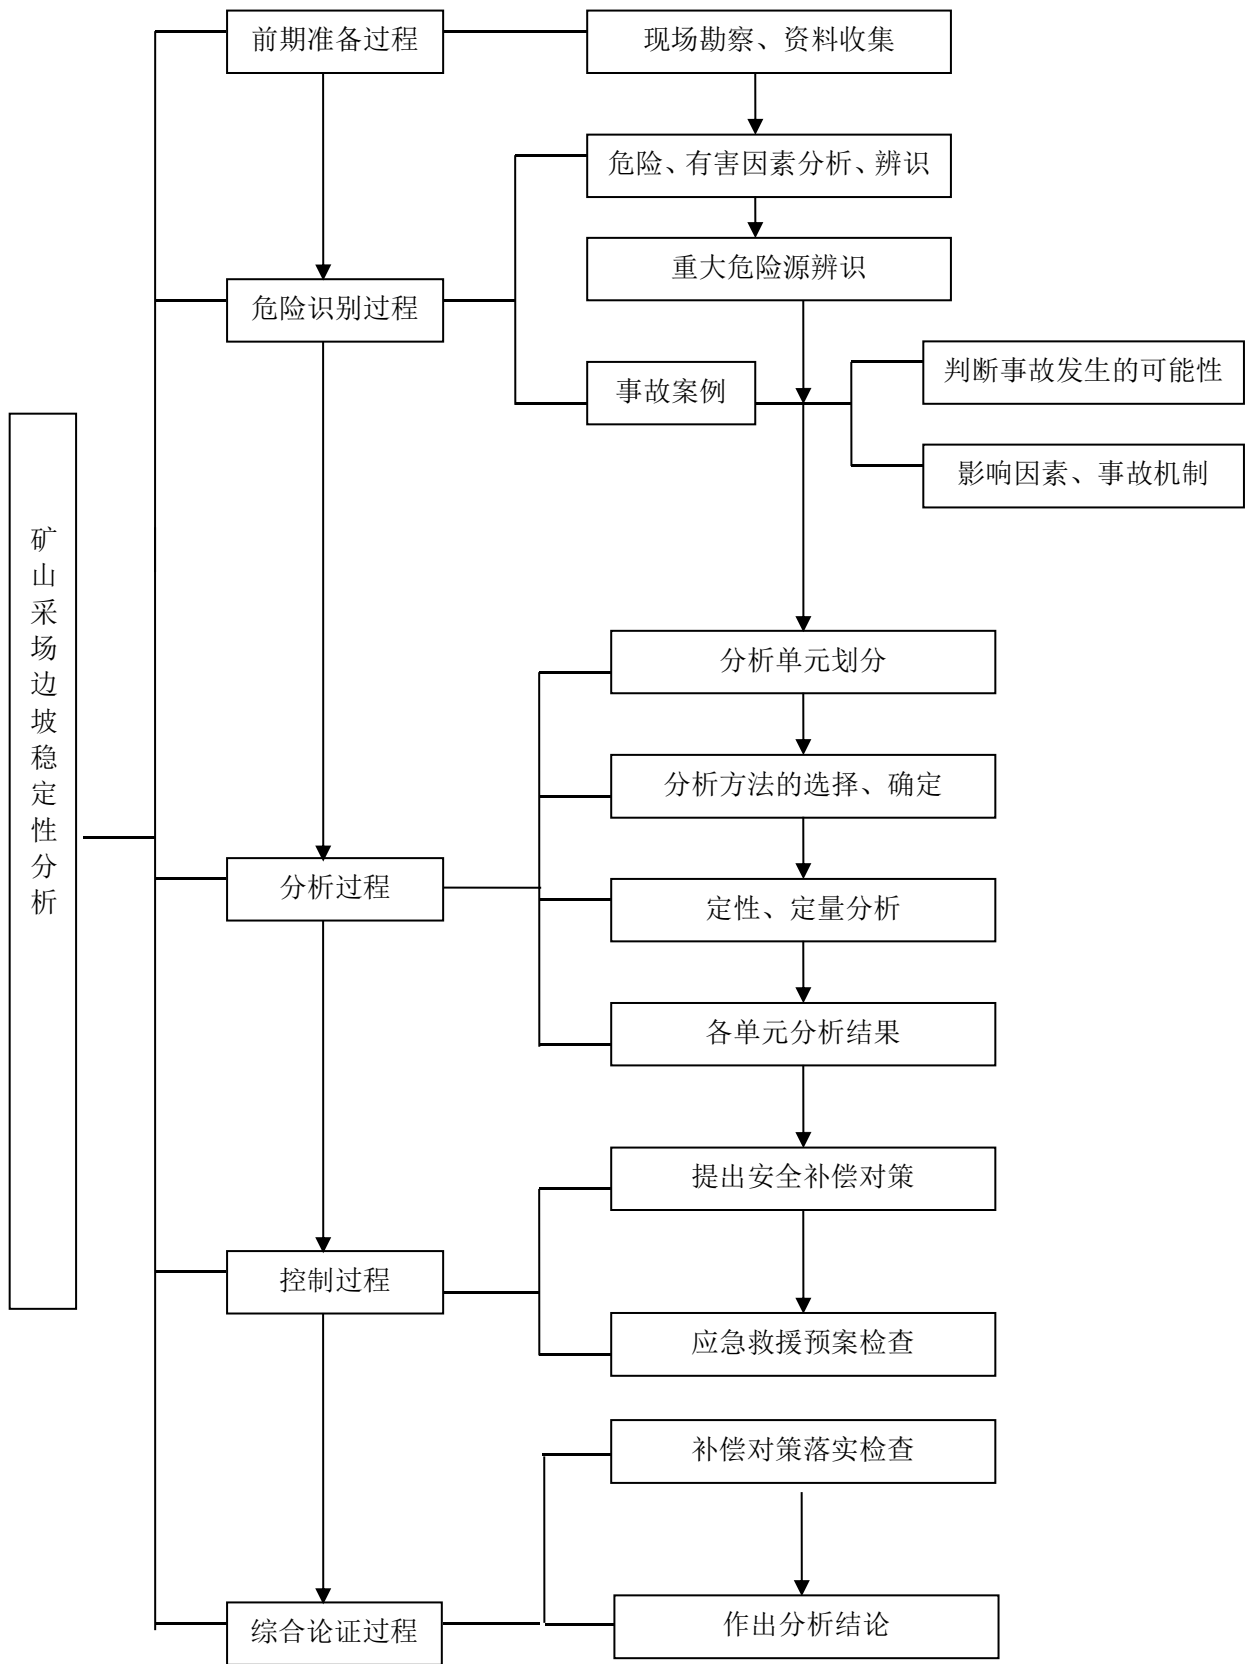 前期准备过程
现场勘察、资料收集
危险、有害因素分析、辨识
重大危险源辨识
危险识别过程
判断事故发生的可能性
事故案例
影响因素、事故机制
矿山采场边坡稳定性分析
分析单元划分
分析方法的选择、确定
分析过程
定性、定量分析
各单元分析结果
提出安全补偿对策
控制过程
应急救援预案检查
补偿对策落实检查
综合论证过程
作出分析结论